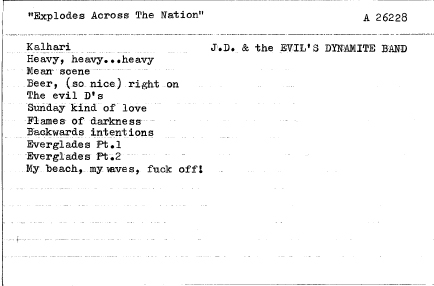 "Explodes Across The Nation" A 26228
Kalhari J.D. & the EVIL'S DYNAMITE BAND
Heavy, heavy...heavy
Mean scene
Beer, (so nice) right on
The evil D's
Sunday kind of love
Flames of darkness
Backwards intentions
Everglades Pt.1
Everglades Pt.2
My beach, my waves, fuck off!